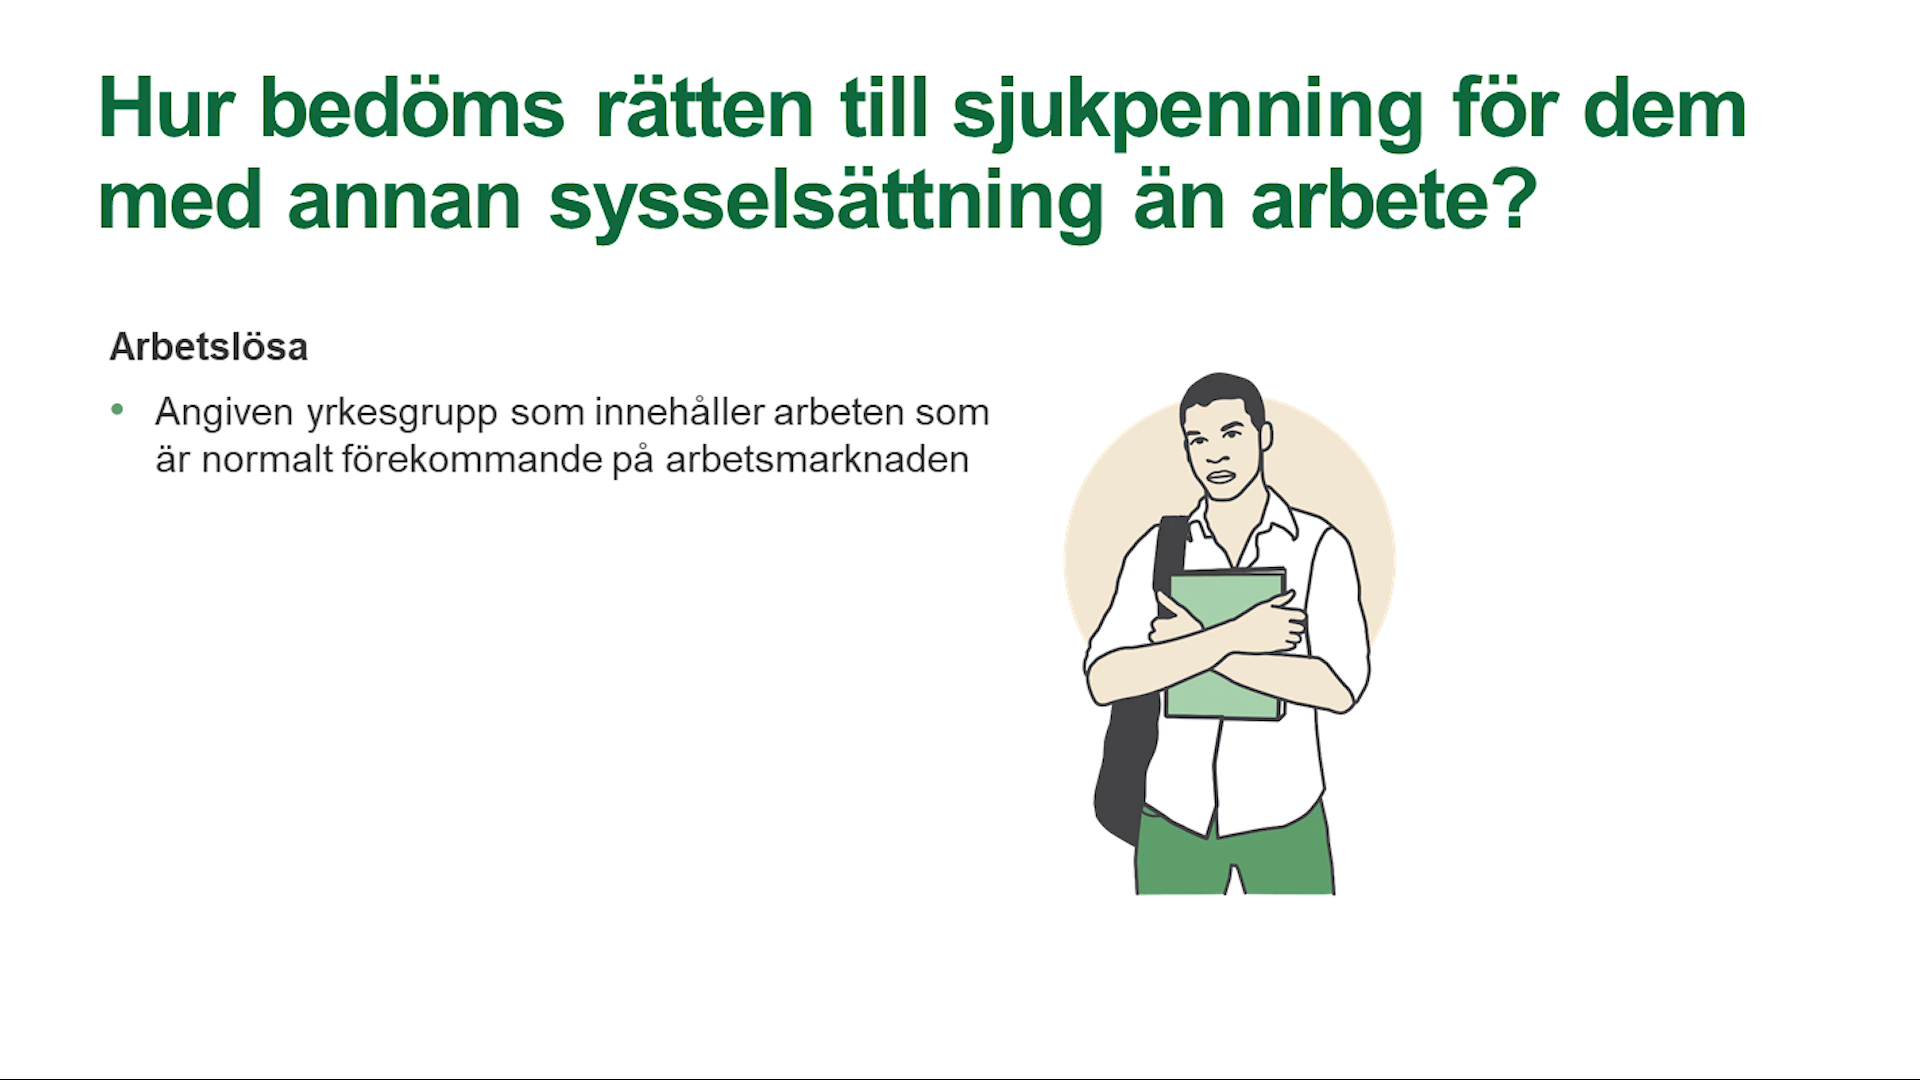 Hur bedöms rätten till sjukpenning för dem
med annan sysselsättning än arbete?
Arbetslösa
• Angiven yrkesgrupp som innehåller arbeten som
är normalt förekommande på arbetsmarknaden